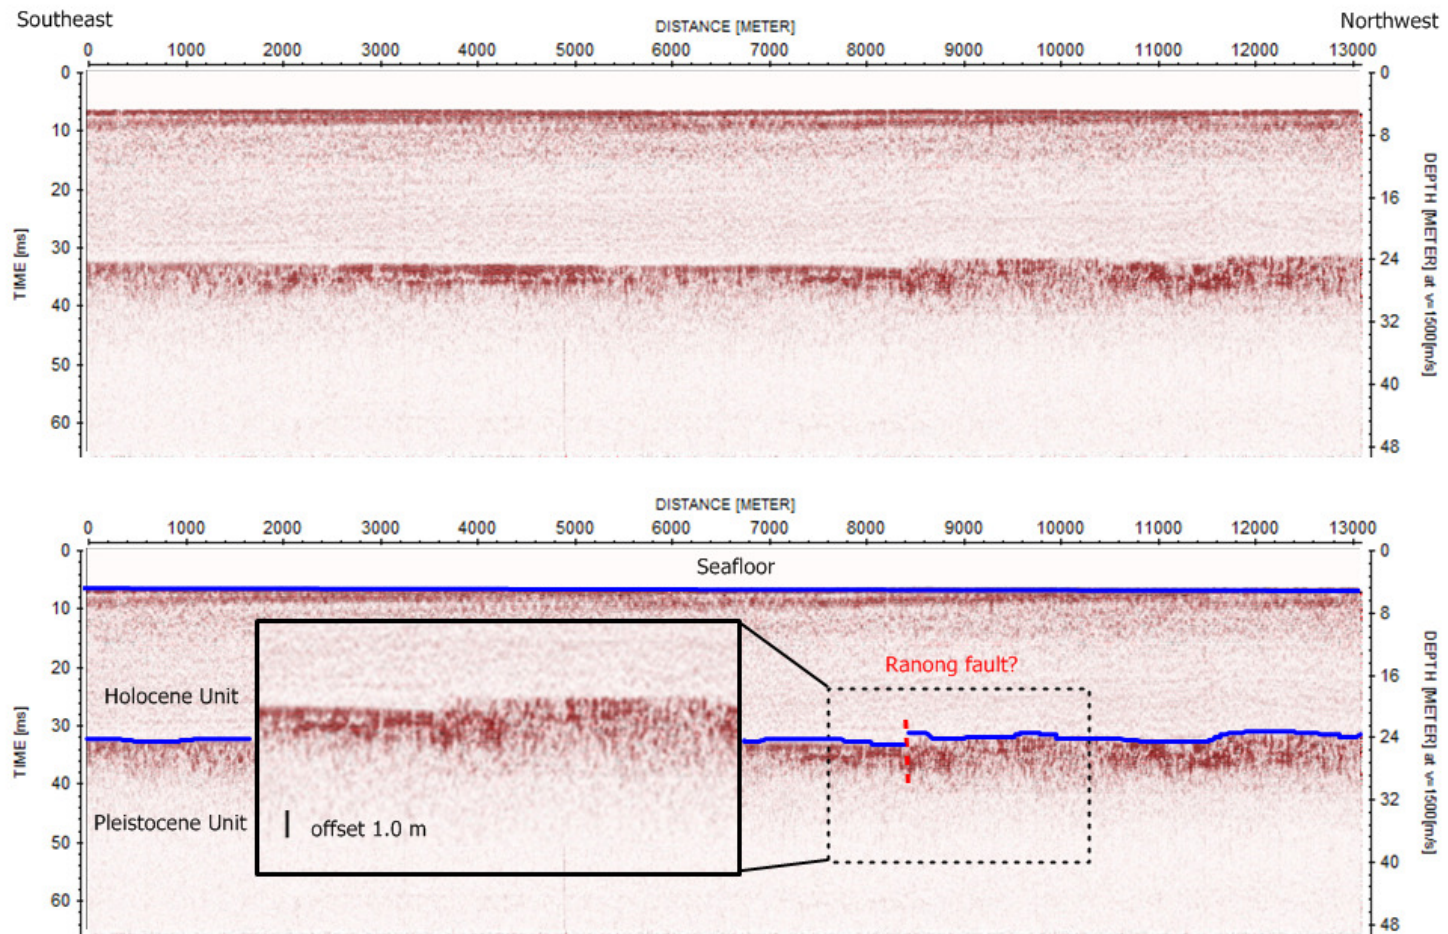 Southeast
Northwest
DISTANCE [METER]
0 1000 2000 3000 4000 5000 6000 7000 8000 9000 10000 11000 12000 13000
TIME [ms]
0
10
20
30
40
50
60
DEPTH [METER] at v=1500[m/s]
0
8
16
24
32
40
48
DISTANCE [METER]
0 1000 2000 3000 4000 5000 6000 7000 8000 9000 10000 11000 12000 13000
Seafloor
Ranong fault?
Holocene Unit
Pleistocene Unit
offset 1.0 m
TIME [ms]
0
10
20
30
40
50
60
DEPTH [METER] at v=1500[m/s]
0
8
16
24
32
40
48